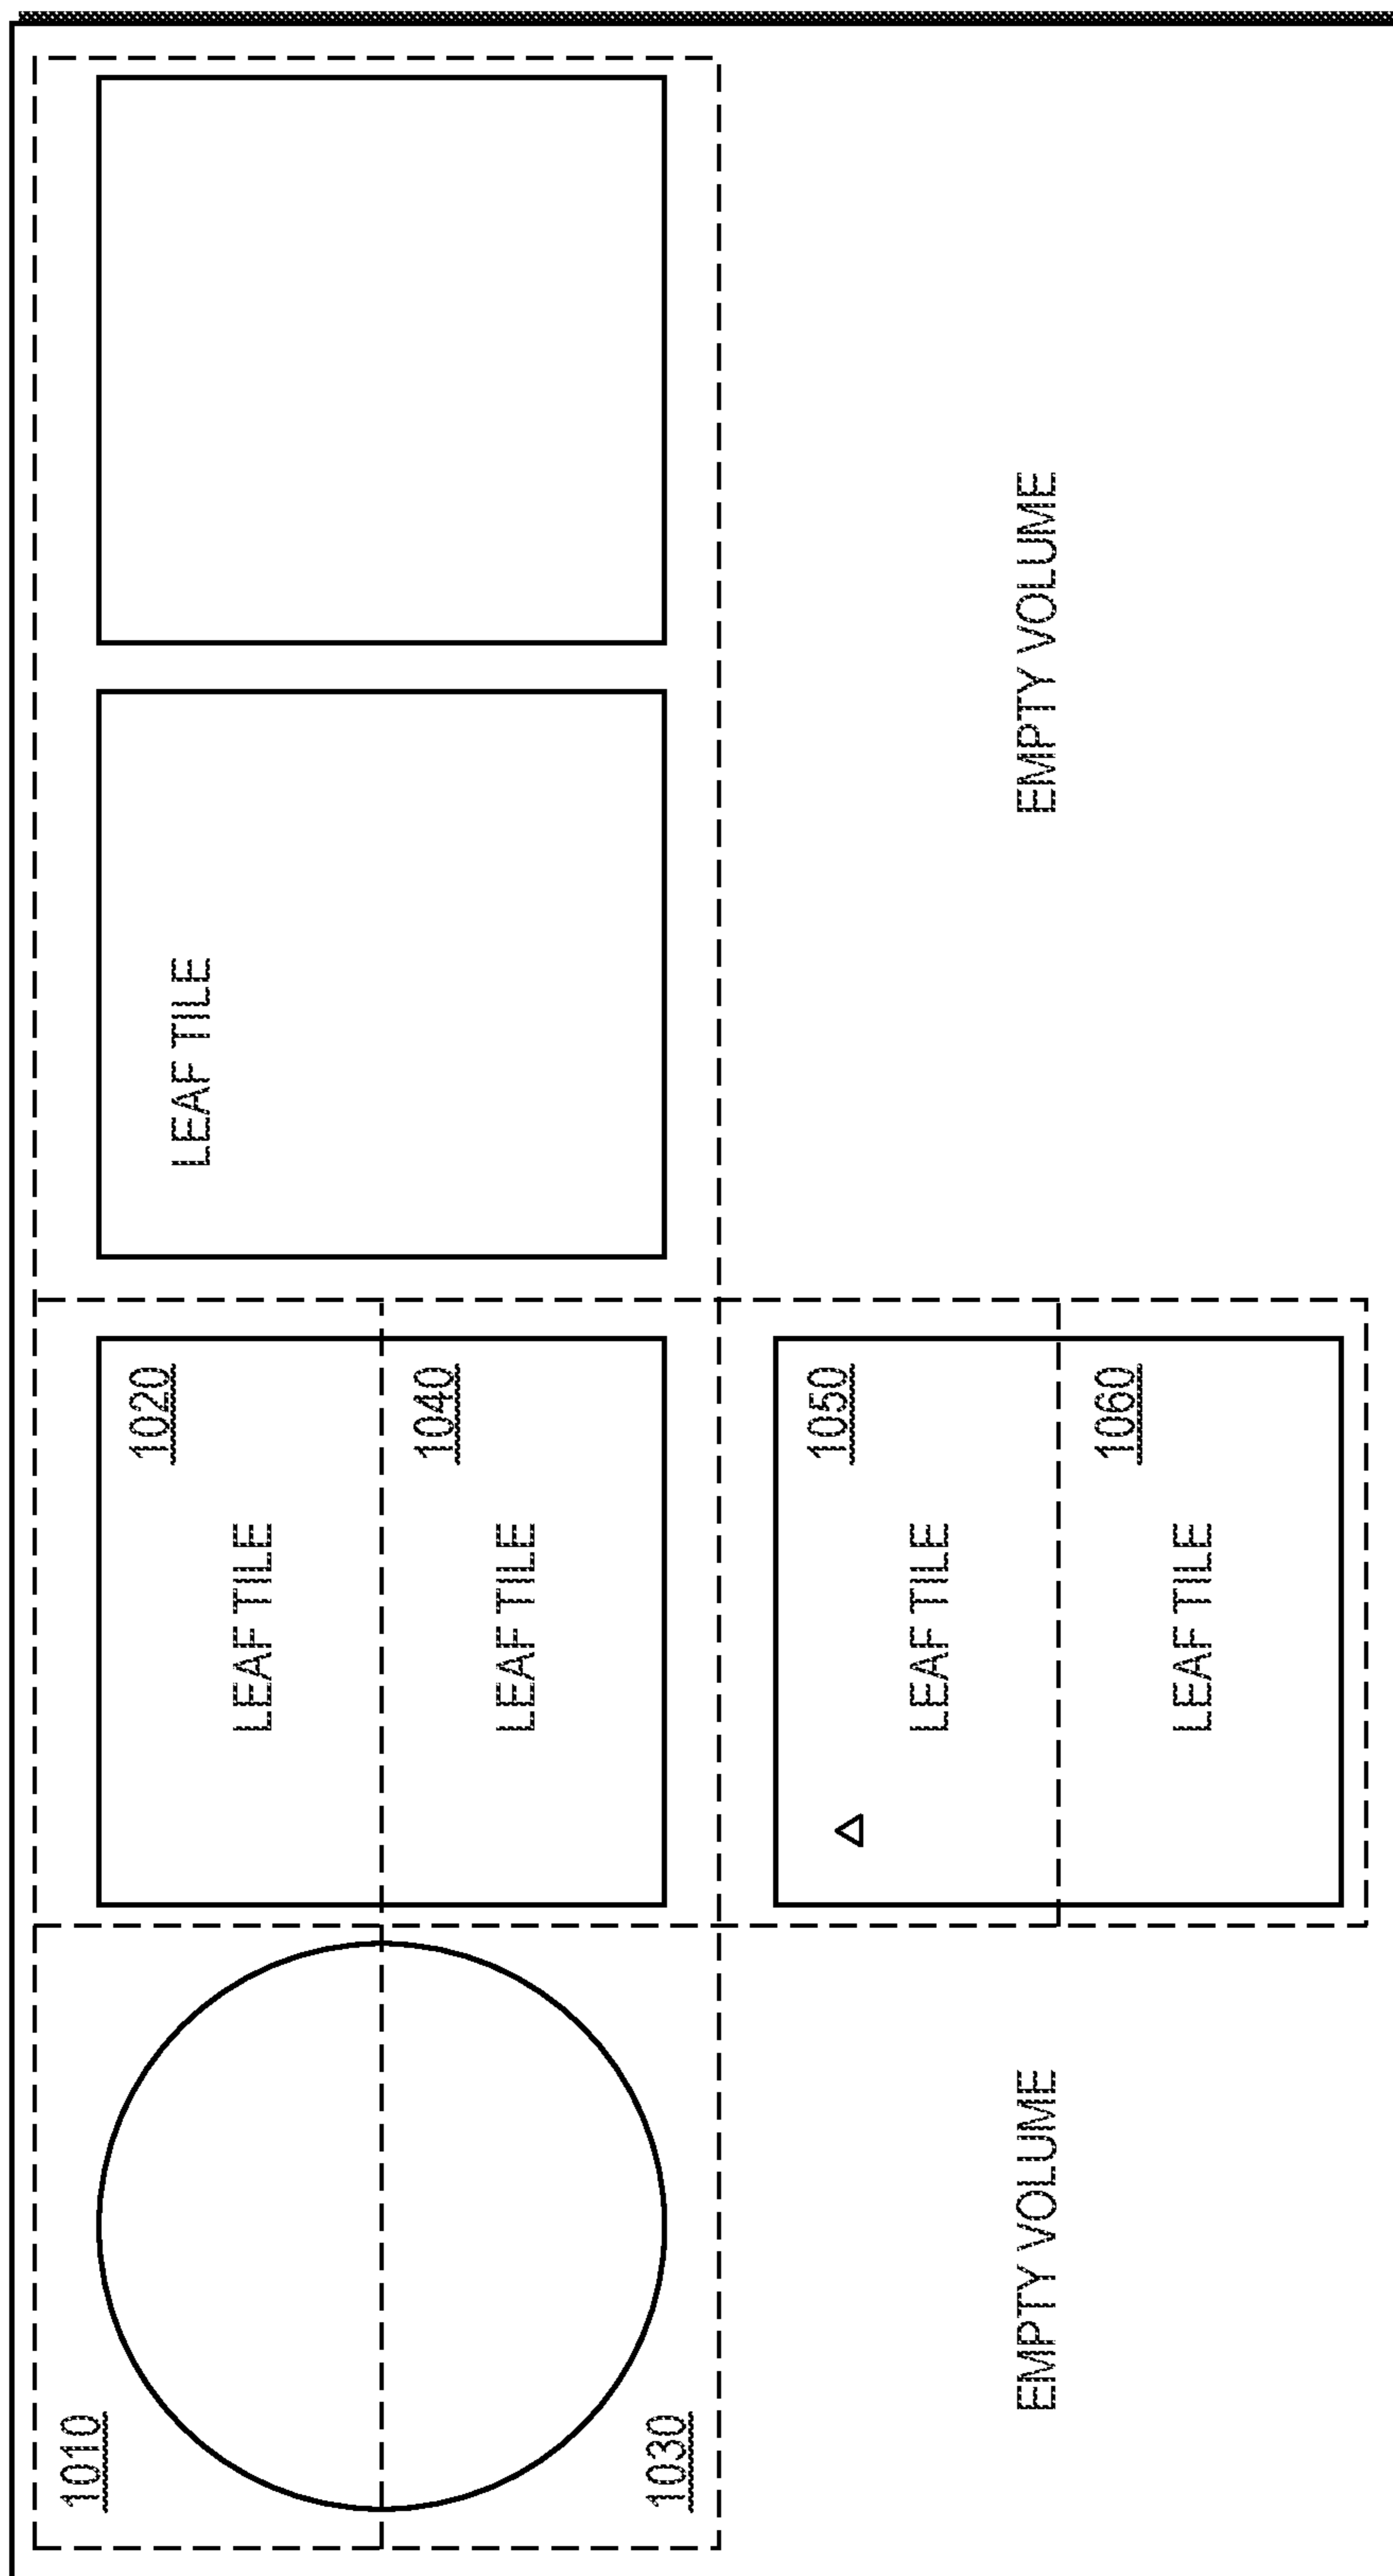 1010
1020
LEAF TILE
LEAF TILE
1030
1040
LEAF TILE
1050
LEAF TILE
1060
LEAF TILE
EMPTY VOLUME
EMPTY VOLUME